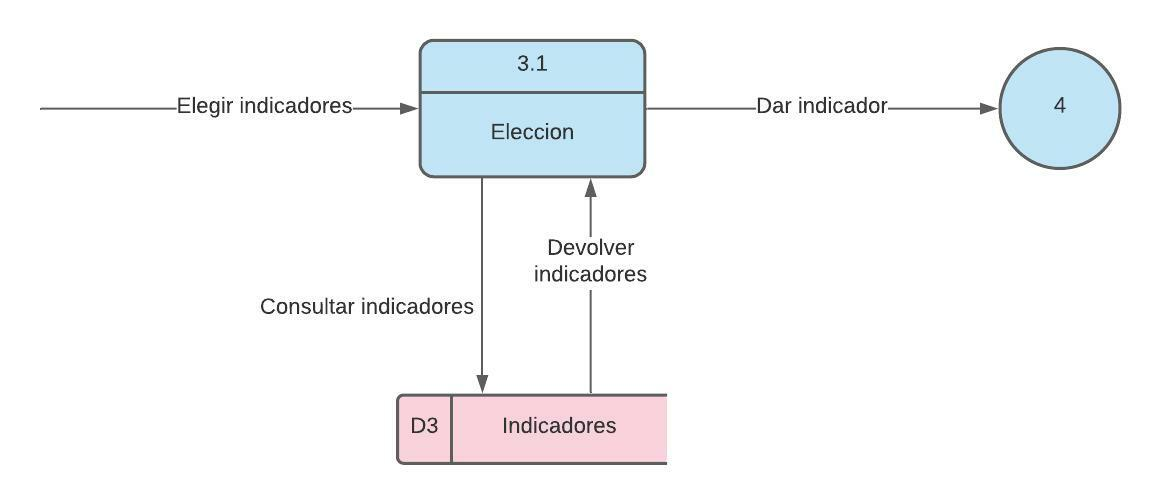 3.1
Elegir indicadores
Dar indicador
4
Eleccion
Devolver
indicadores
Consultar indicadores
D3
Indicadores